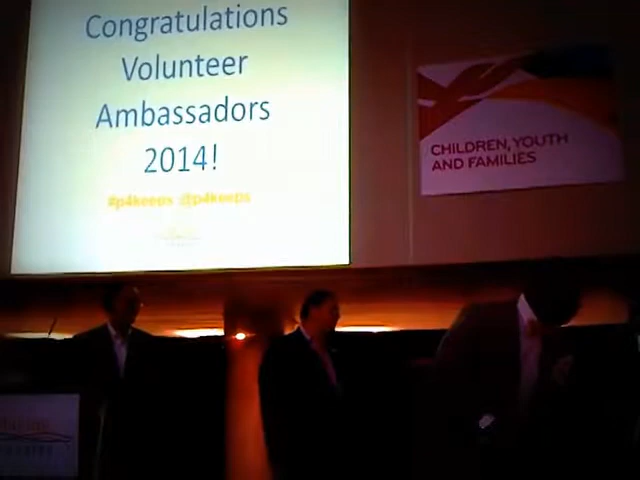 Congratulations
Volunteer
Ambassadors
2014!
#p4keeps @p4keeps
CHILDREN, YOUTH
AND FAMILIES